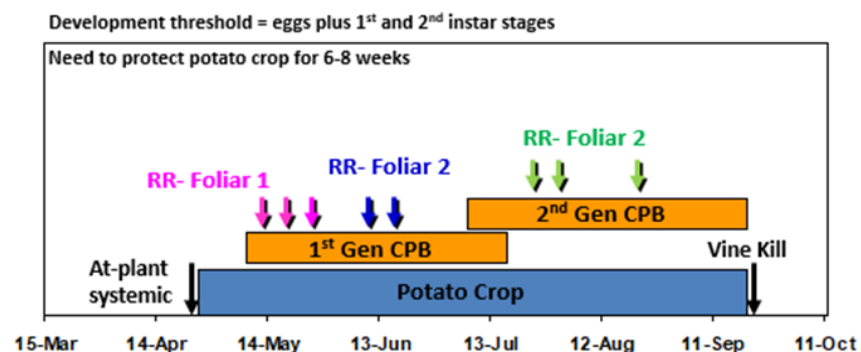 Development threshold = eggs plus 1st and 2nd instar stages
Need to protect potato crop for 6-8 weeks
RR- Foliar 2
RR- Foliar 1
RR- Foliar 2
2nd Gen CPB
1st Gen CPB
Vine Kill
At-plant
systemic
Potato Crop
15-Mar 14-Apr 14-May 13-Jun 13-Jul 12-Aug 11-Sep 11-Oct